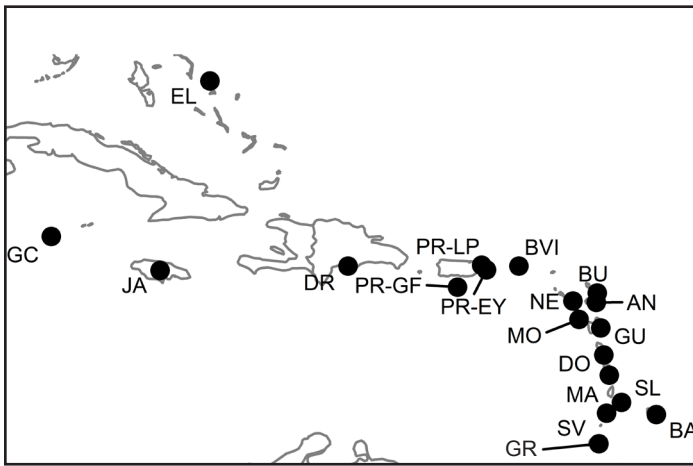 EL
GC
JA
DR
PR-LP
PR-GF
PR-EY
BVI
BU
NE
AN
MO
GU
DO
MA
SL
SV
BA
GR